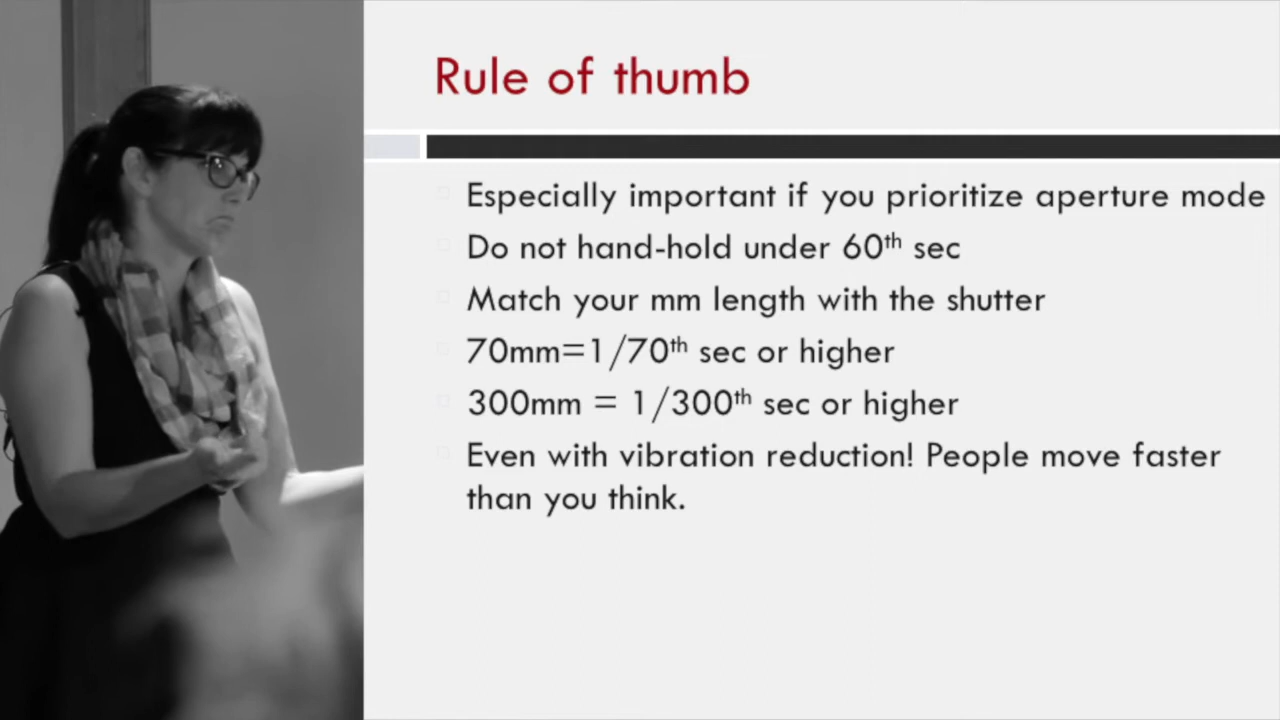 Rule of thumb
Especially important if you prioritize aperture mode
Do not hand-hold under 60th sec
Match your mm length with the shutter
70mm=1/70th sec or higher
300mm = 1/300th sec or higher
Even with vibration reduction! People move faster
than you think.